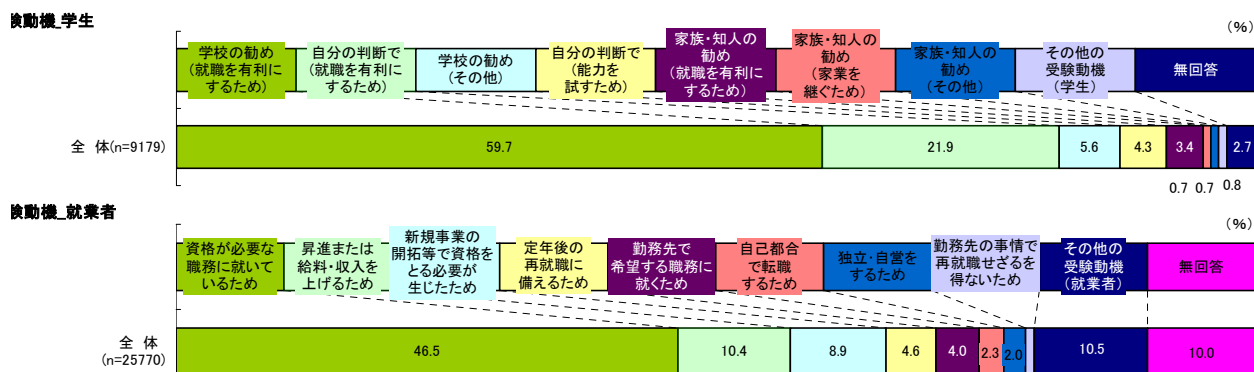 験動機_学生
(%)
学校の勧め
(就職を有利に
するため)
自分の判断で
(就職を有利に
するため)
学校の勧め
(その他)
自分の判断で
(能力を
試すため)
家族・知人の
勧め
(就職を有利に
するため)
家族・知人の
勧め
(家業を
継ぐため)
家族・知人の
勧め
(その他)
その他の
受験動機
(学生)
無回答
全 体(n=9179)
59.7
21.9
5.6
4.3
3.4
2.7
0.7
0.7
0.8
験動機_就業者
(%)
資格が必要な
職務に就いて
いるため
昇進または
給料・収入を
上げるため
新規事業の
開拓等で資格を
とる必要が
生じたため
定年後の
再就職に
備えるため
勤務先で
希望する職務に
就くため
自己都合
で転職
するため
独立・自営を
するため
勤務先の事情で
再就職せざるを
得ないため
その他の
受験動機
(就業者)
無回答
全 体
(n=25770)
46.5
10.4
8.9
4.6
4.0
2.3
2.0
10.5
10.0